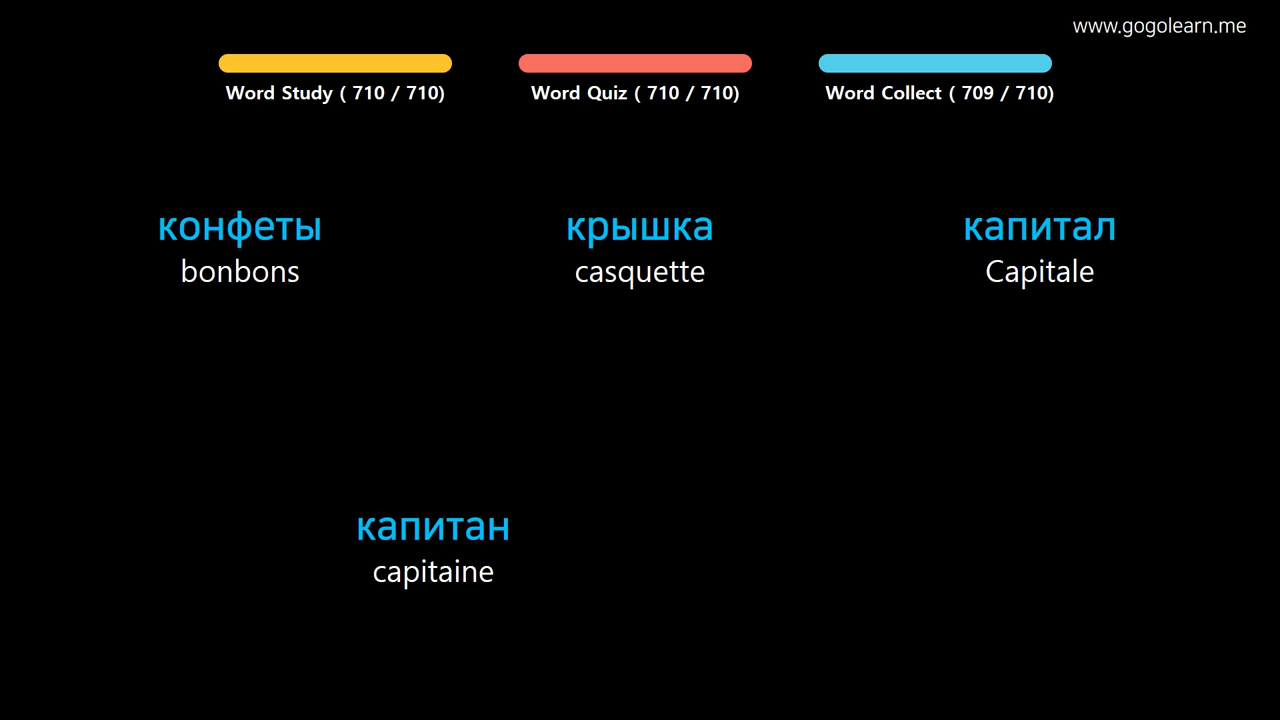 www.gogolearn.me
Word Study ( 710 / 710)
Word Quiz ( 710 / 710)
Word Collect ( 709 / 710)
конфеты
bonbons
крышка
casquette
капитал
Capitale
капитан
capitaine